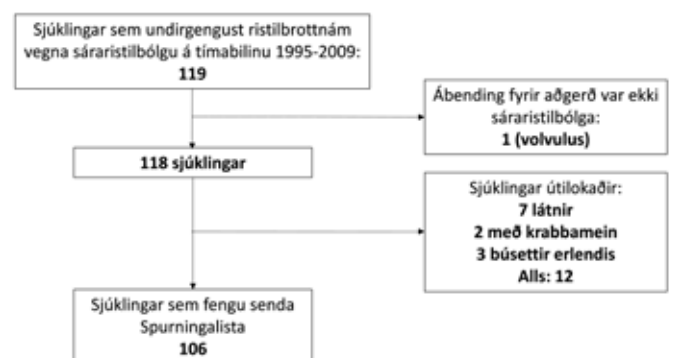 Sjúklingar sem undirgengust ristilbrottnám
vegna sáraristilbólgu á tímabilinu 1995-2009:
119
Ábending fyrir aðgerð var ekki
sáraristilbólga:
1 (volvulus)
118 sjúklingar
Sjúklingar útilokaðir:
7 látnir
2 með krabbamein
3 búsettir erlendis
Alls: 12
Sjúklingar sem fengu senda
Spurningalista
106